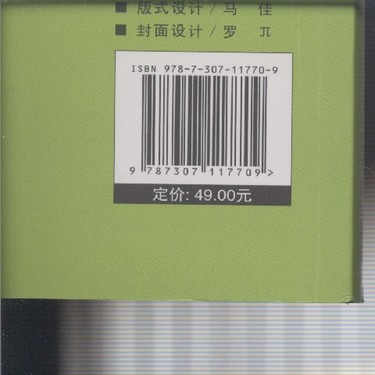 ■ 版式设计 / 马 佳
■ 封面设计 / 罗 丌
ISBN 978-7-307-11770-9
9 787307 117709 >
定价: 49.00元